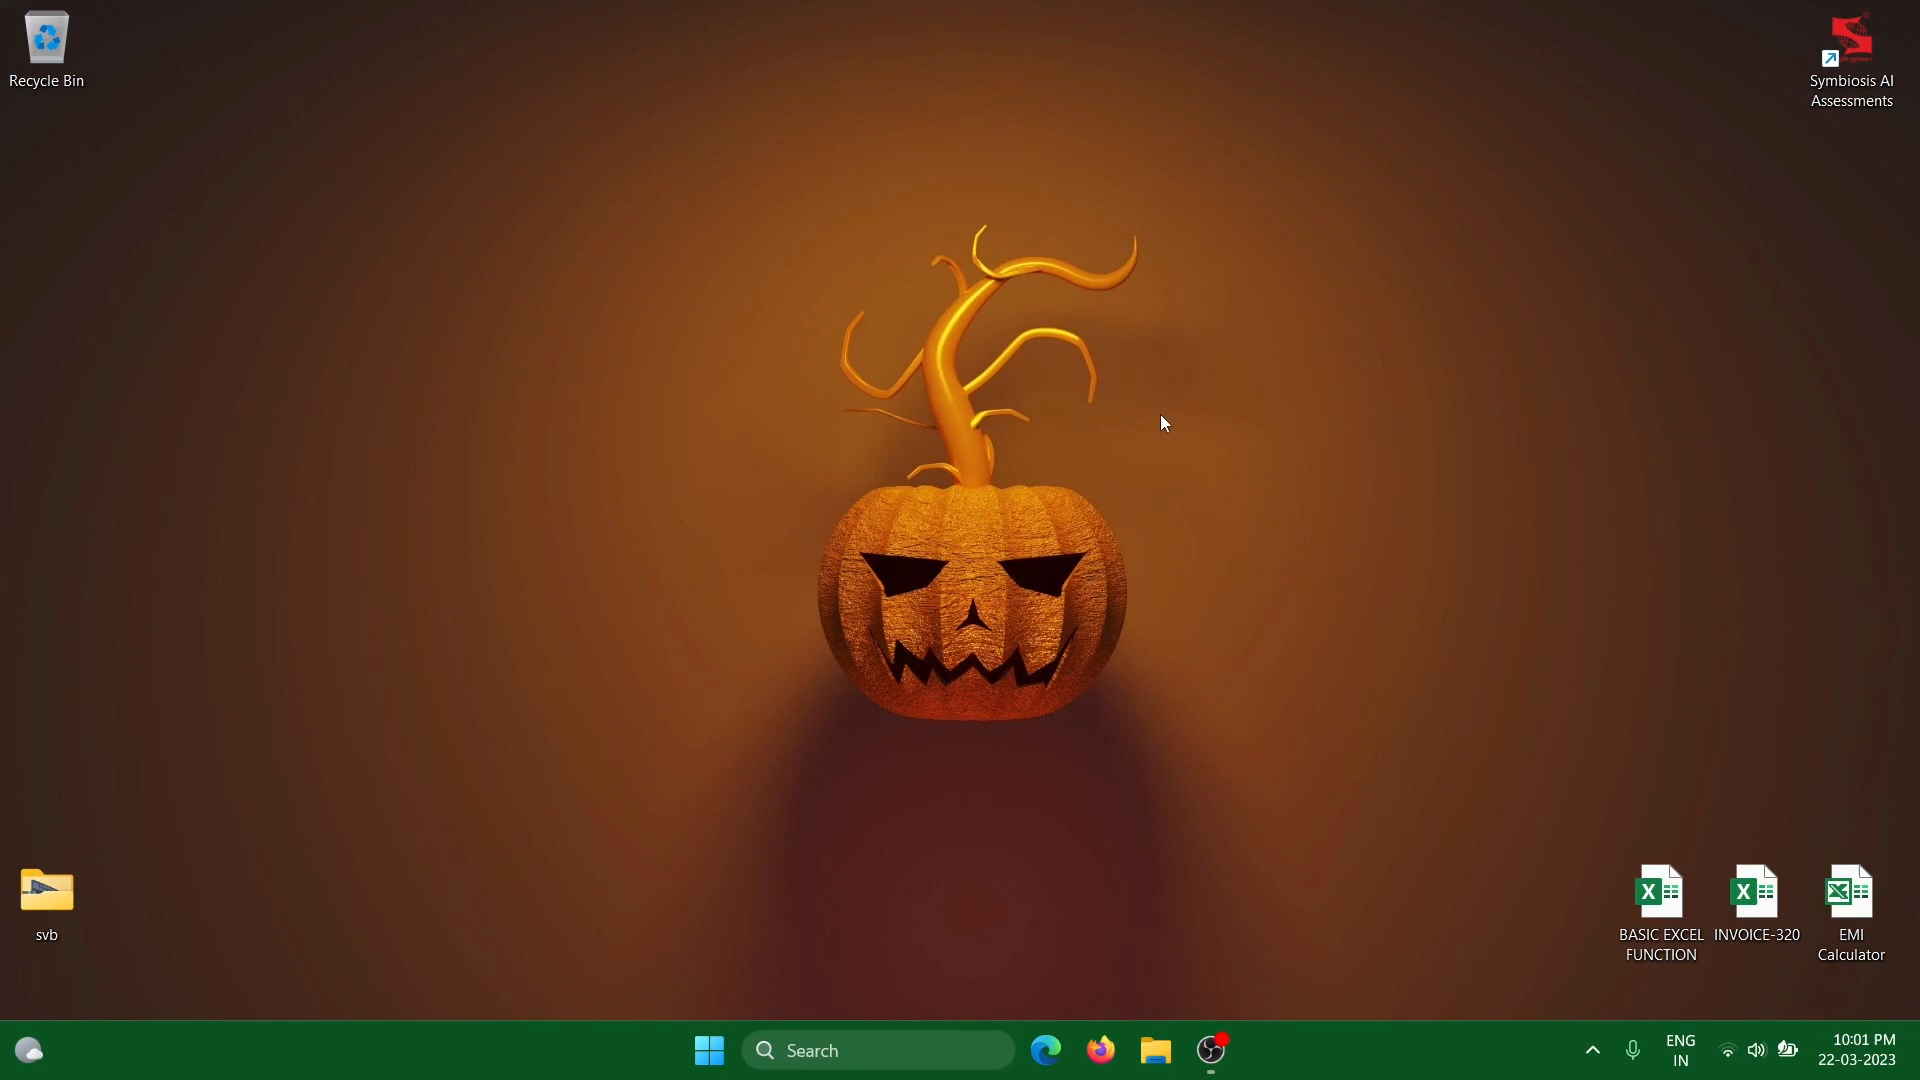 Recycle Bin
Symbiosis AI
Assessments
svb
BASIC EXCEL
FUNCTION
INVOICE-320
EMI
Calculator
Search
ENG
IN
10:01 PM
22-03-2023